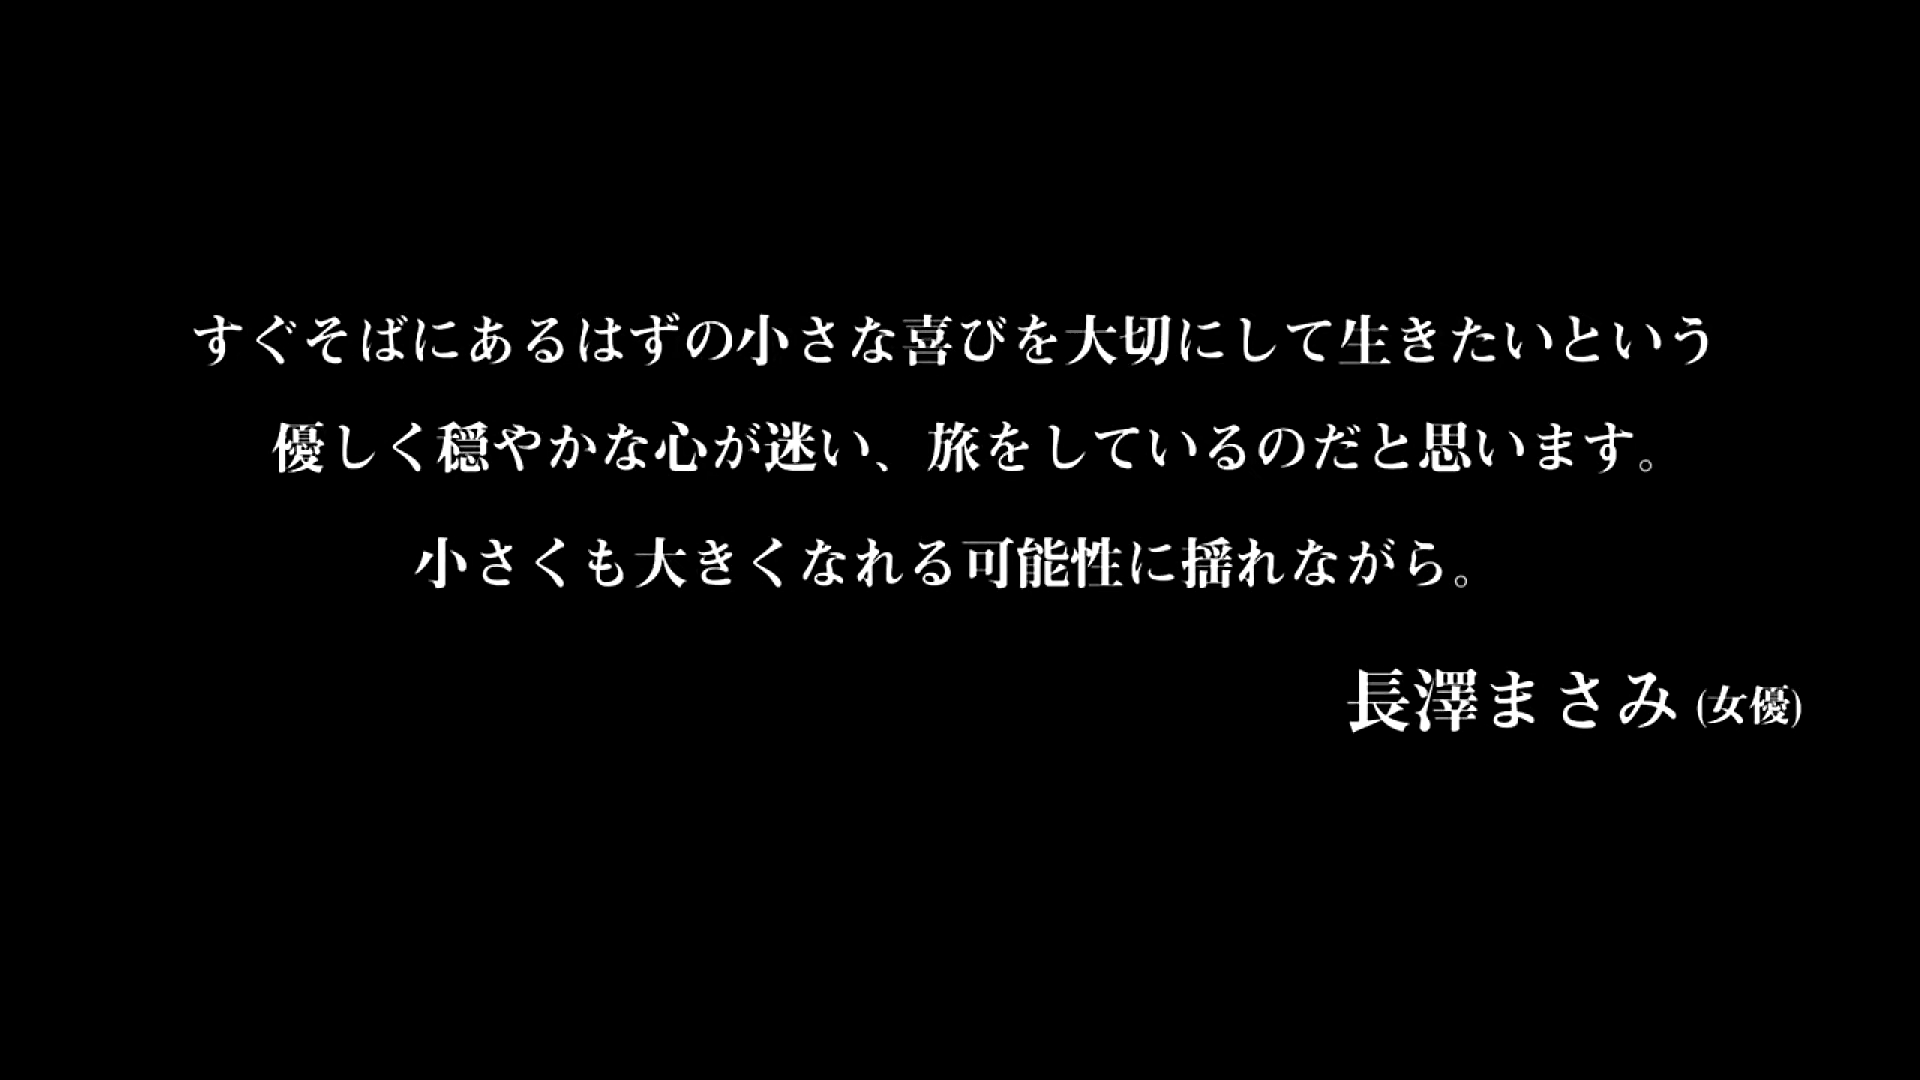 すぐそばにあるはずの小さな喜びを大切にして生きたいという
優しく穏やかな心が迷い、旅をしているのだと思います。
小さくも大きくなれる可能性に揺れながら。
長澤まさみ (女優)